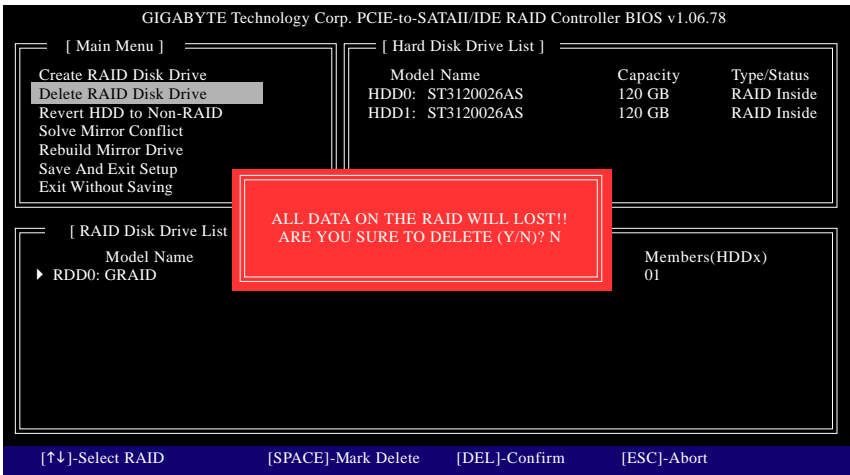 GIGABYTE Technology Corp. PCIE-to-SATAII/IDE RAID Controller BIOS v1.06.78
[ Main Menu ]
Create RAID Disk Drive
Delete RAID Disk Drive
Revert HDD to Non-RAID
Solve Mirror Conflict
Rebuild Mirror Drive
Save And Exit Setup
Exit Without Saving
[ Hard Disk Drive List ]
Model Name Capacity Type/Status
HDD0: ST3120026AS 120 GB RAID Inside
HDD1: ST3120026AS 120 GB RAID Inside
ALL DATA ON THE RAID WILL LOST!!
ARE YOU SURE TO DELETE (Y/N)? N
[ RAID Disk Drive List
Model Name Members(HDDx)
RDD0: GRAID 01
[↑↓]-Select RAID [SPACE]-Mark Delete [DEL]-Confirm [ESC]-Abort